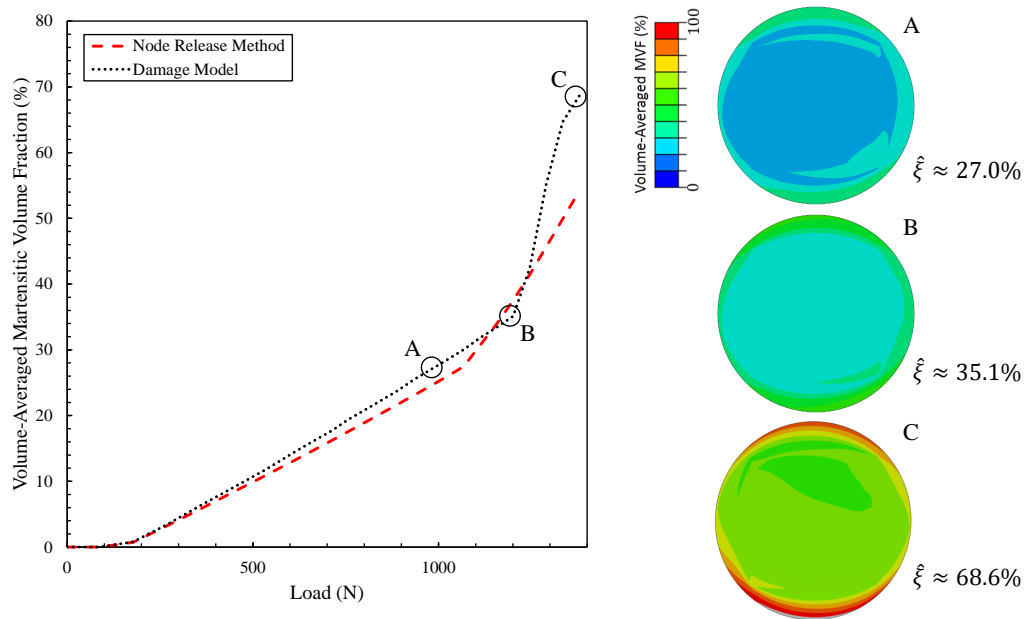 80
70
60
50
40
30
20
10
0
Volume-Averaged Martensitic Volume Fraction (%)
Node Release Method
Damage Model
A
B
C
0
500
1000
Load (N)
Volume-Averaged MVF (%)
100
0
A
ξ̂ ≈ 27.0%
B
ξ̂ ≈ 35.1%
C
ξ̂ ≈ 68.6%